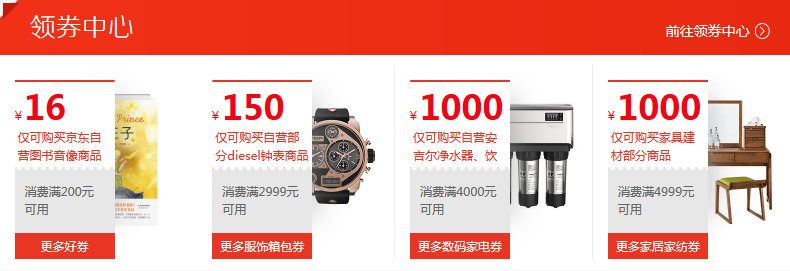 领券中心
前往领券中心
¥16
仅可购买京东自
营图书音像商品
消费满200元
可用
更多好券
Prince
王子
¥150
仅可购买自营部
分diesel钟表商品
消费满2999元
可用
更多服饰箱包券
¥1000
仅可购买自营安
吉尔净水器、饮
消费满4000元
可用
更多数码家电券
¥1000
仅可购买家具建
材部分商品
消费满4999元
可用
更多家居家纺券